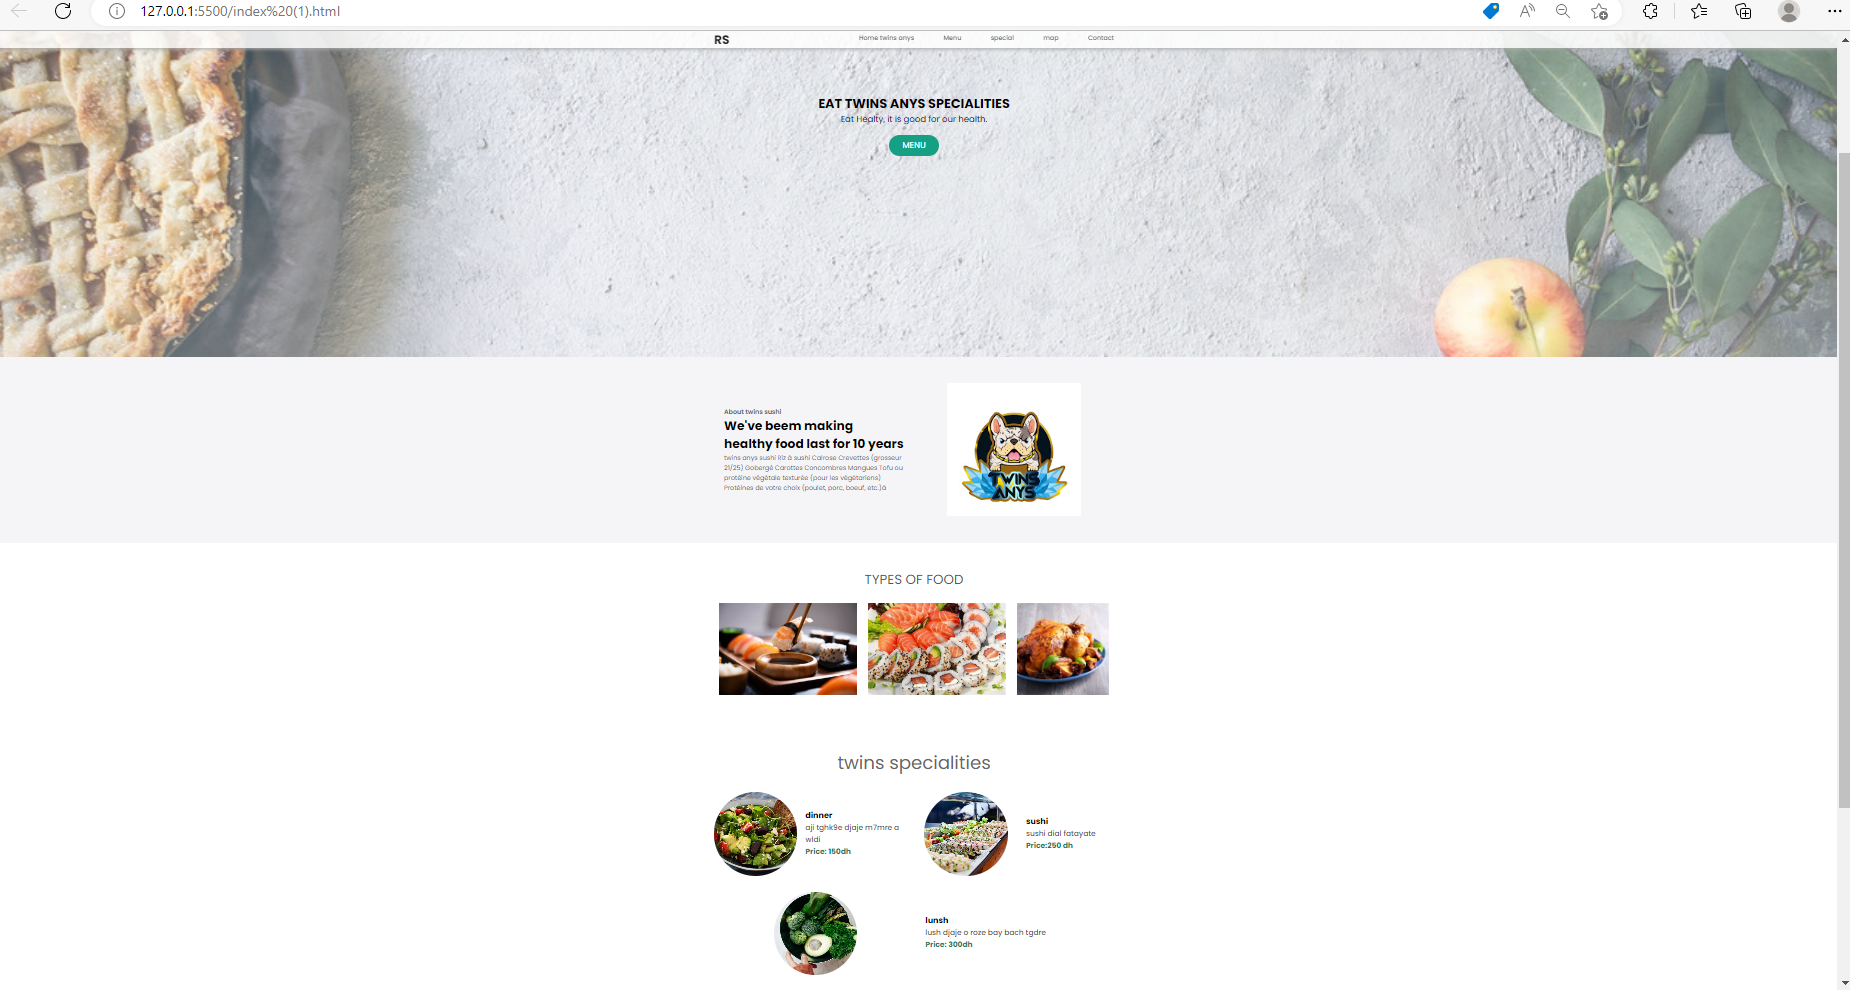 127.0.0.1:5500/index%20(1).html
RS
Home twins anys
Menu
special
map
Contact
EAT TWINS ANYS SPECIALITIES
Eat Healty, it is good for our health.
MENU
About twins sushi
We've beem making
healthy food last for 10 years
twins anys sushi Riz à sushi Calrose Crevettes (grosseur
21/25) Goberge Carottes Concombres Mangues Tofu ou
protéine végétale texturée (pour les végétariens)
Protéines de votre choix (poulet, porc, boeuf, etc.)à
TWINS
ANYS
TYPES OF FOOD
twins specialities
dinner
aji tghk9e djaje m7mre a
wldi
Price: 150dh
sushi
sushi dial fatayate
Price:250 dh
lunsh
lush djaje o roze bay bach tgdre
Price: 300dh